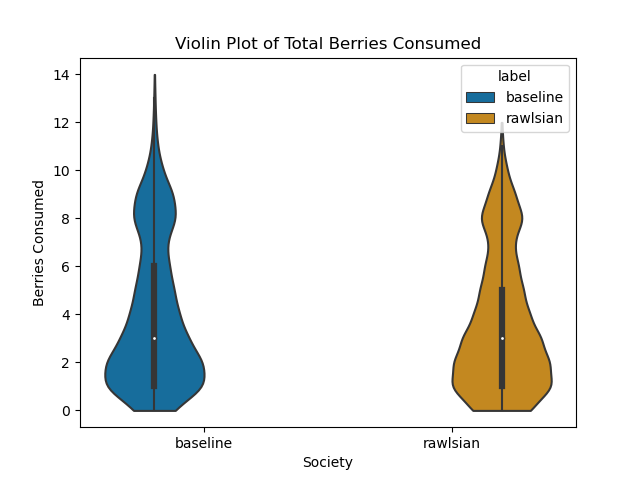 Violin Plot of Total Berries Consumed
label
baseline
rawlsian
14
12
10
8
6
4
2
0
Berries Consumed
baseline
rawlsian
Society